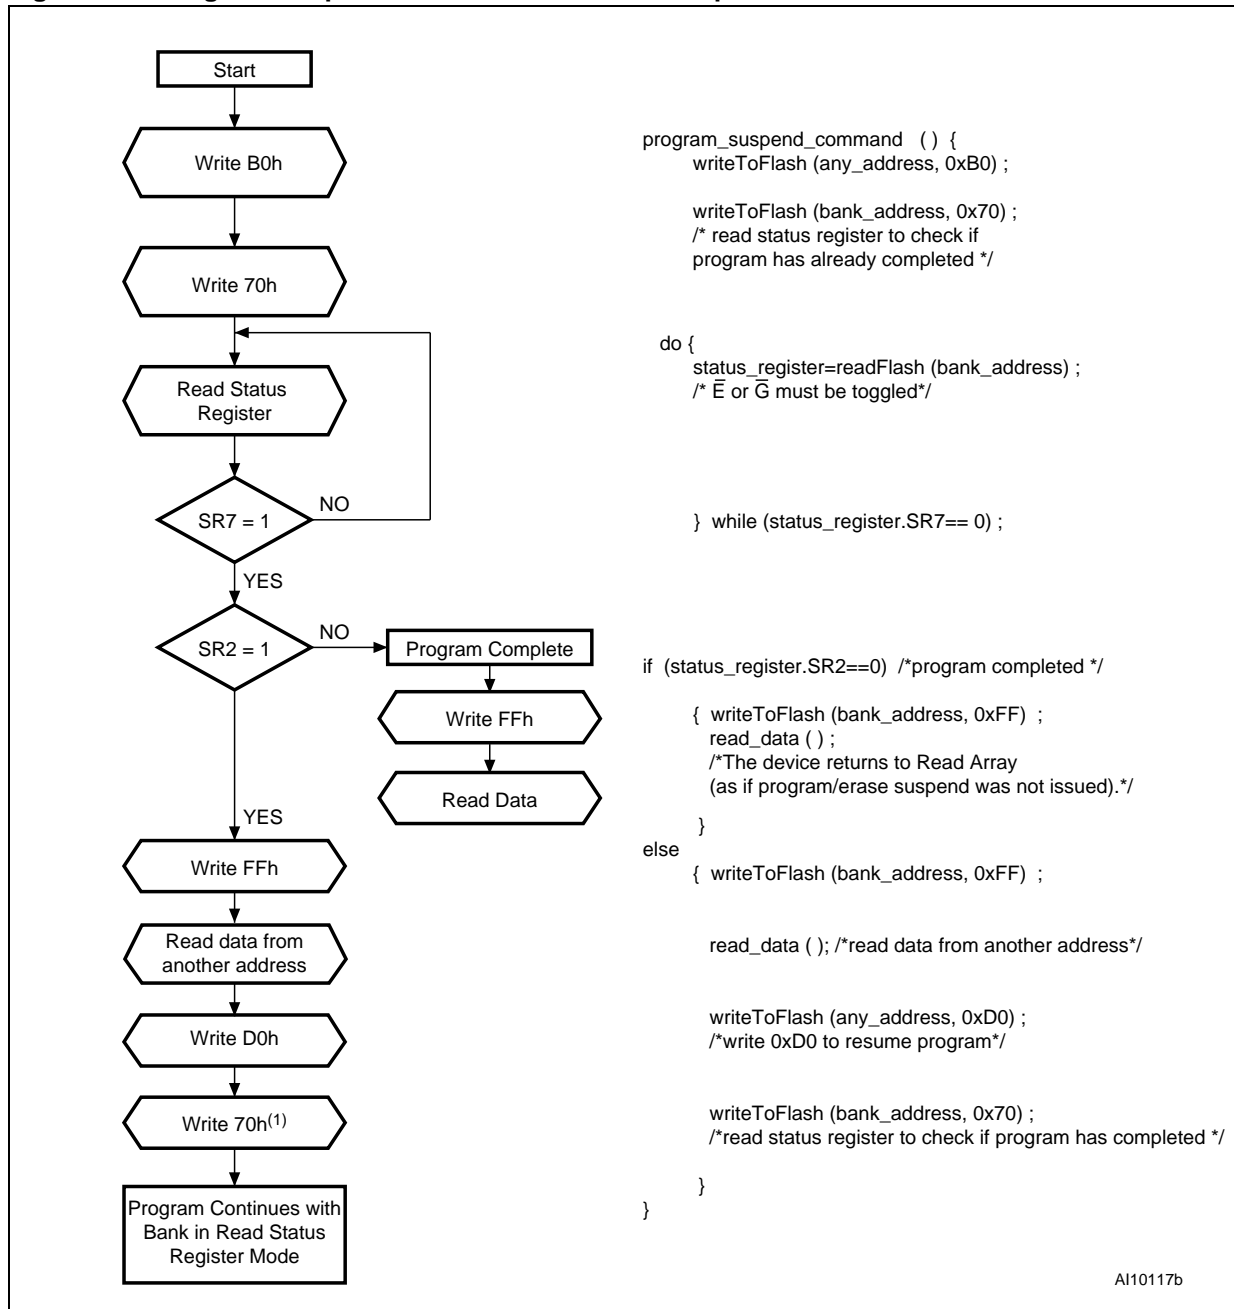 Start
Write B0h
Write 70h
Read Status
Register
SR7 = 1
NO
YES
SR2 = 1
NO
Program Complete
Write FFh
Read Data
YES
Write FFh
Read data from
another address
Write D0h
Write 70h(1)
Program Continues with
Bank in Read Status
Register Mode
program_suspend_command ( ) {
writeToFlash (any_address, 0xB0) ;
writeToFlash (bank_address, 0x70) ;
/* read status register to check if
program has already completed */
do {
status_register=readFlash (bank_address) ;
/* E̅ or G̅ must be toggled*/
} while (status_register.SR7== 0) ;
if (status_register.SR2==0) /*program completed */
{ writeToFlash (bank_address, 0xFF) ;
read_data ( ) ;
/*The device returns to Read Array
(as if program/erase suspend was not issued).*/
}
else
{ writeToFlash (bank_address, 0xFF) ;
read_data ( ); /*read data from another address*/
writeToFlash (any_address, 0xD0) ;
/*write 0xD0 to resume program*/
writeToFlash (bank_address, 0x70) ;
/*read status register to check if program has completed */
}
}
AI10117b